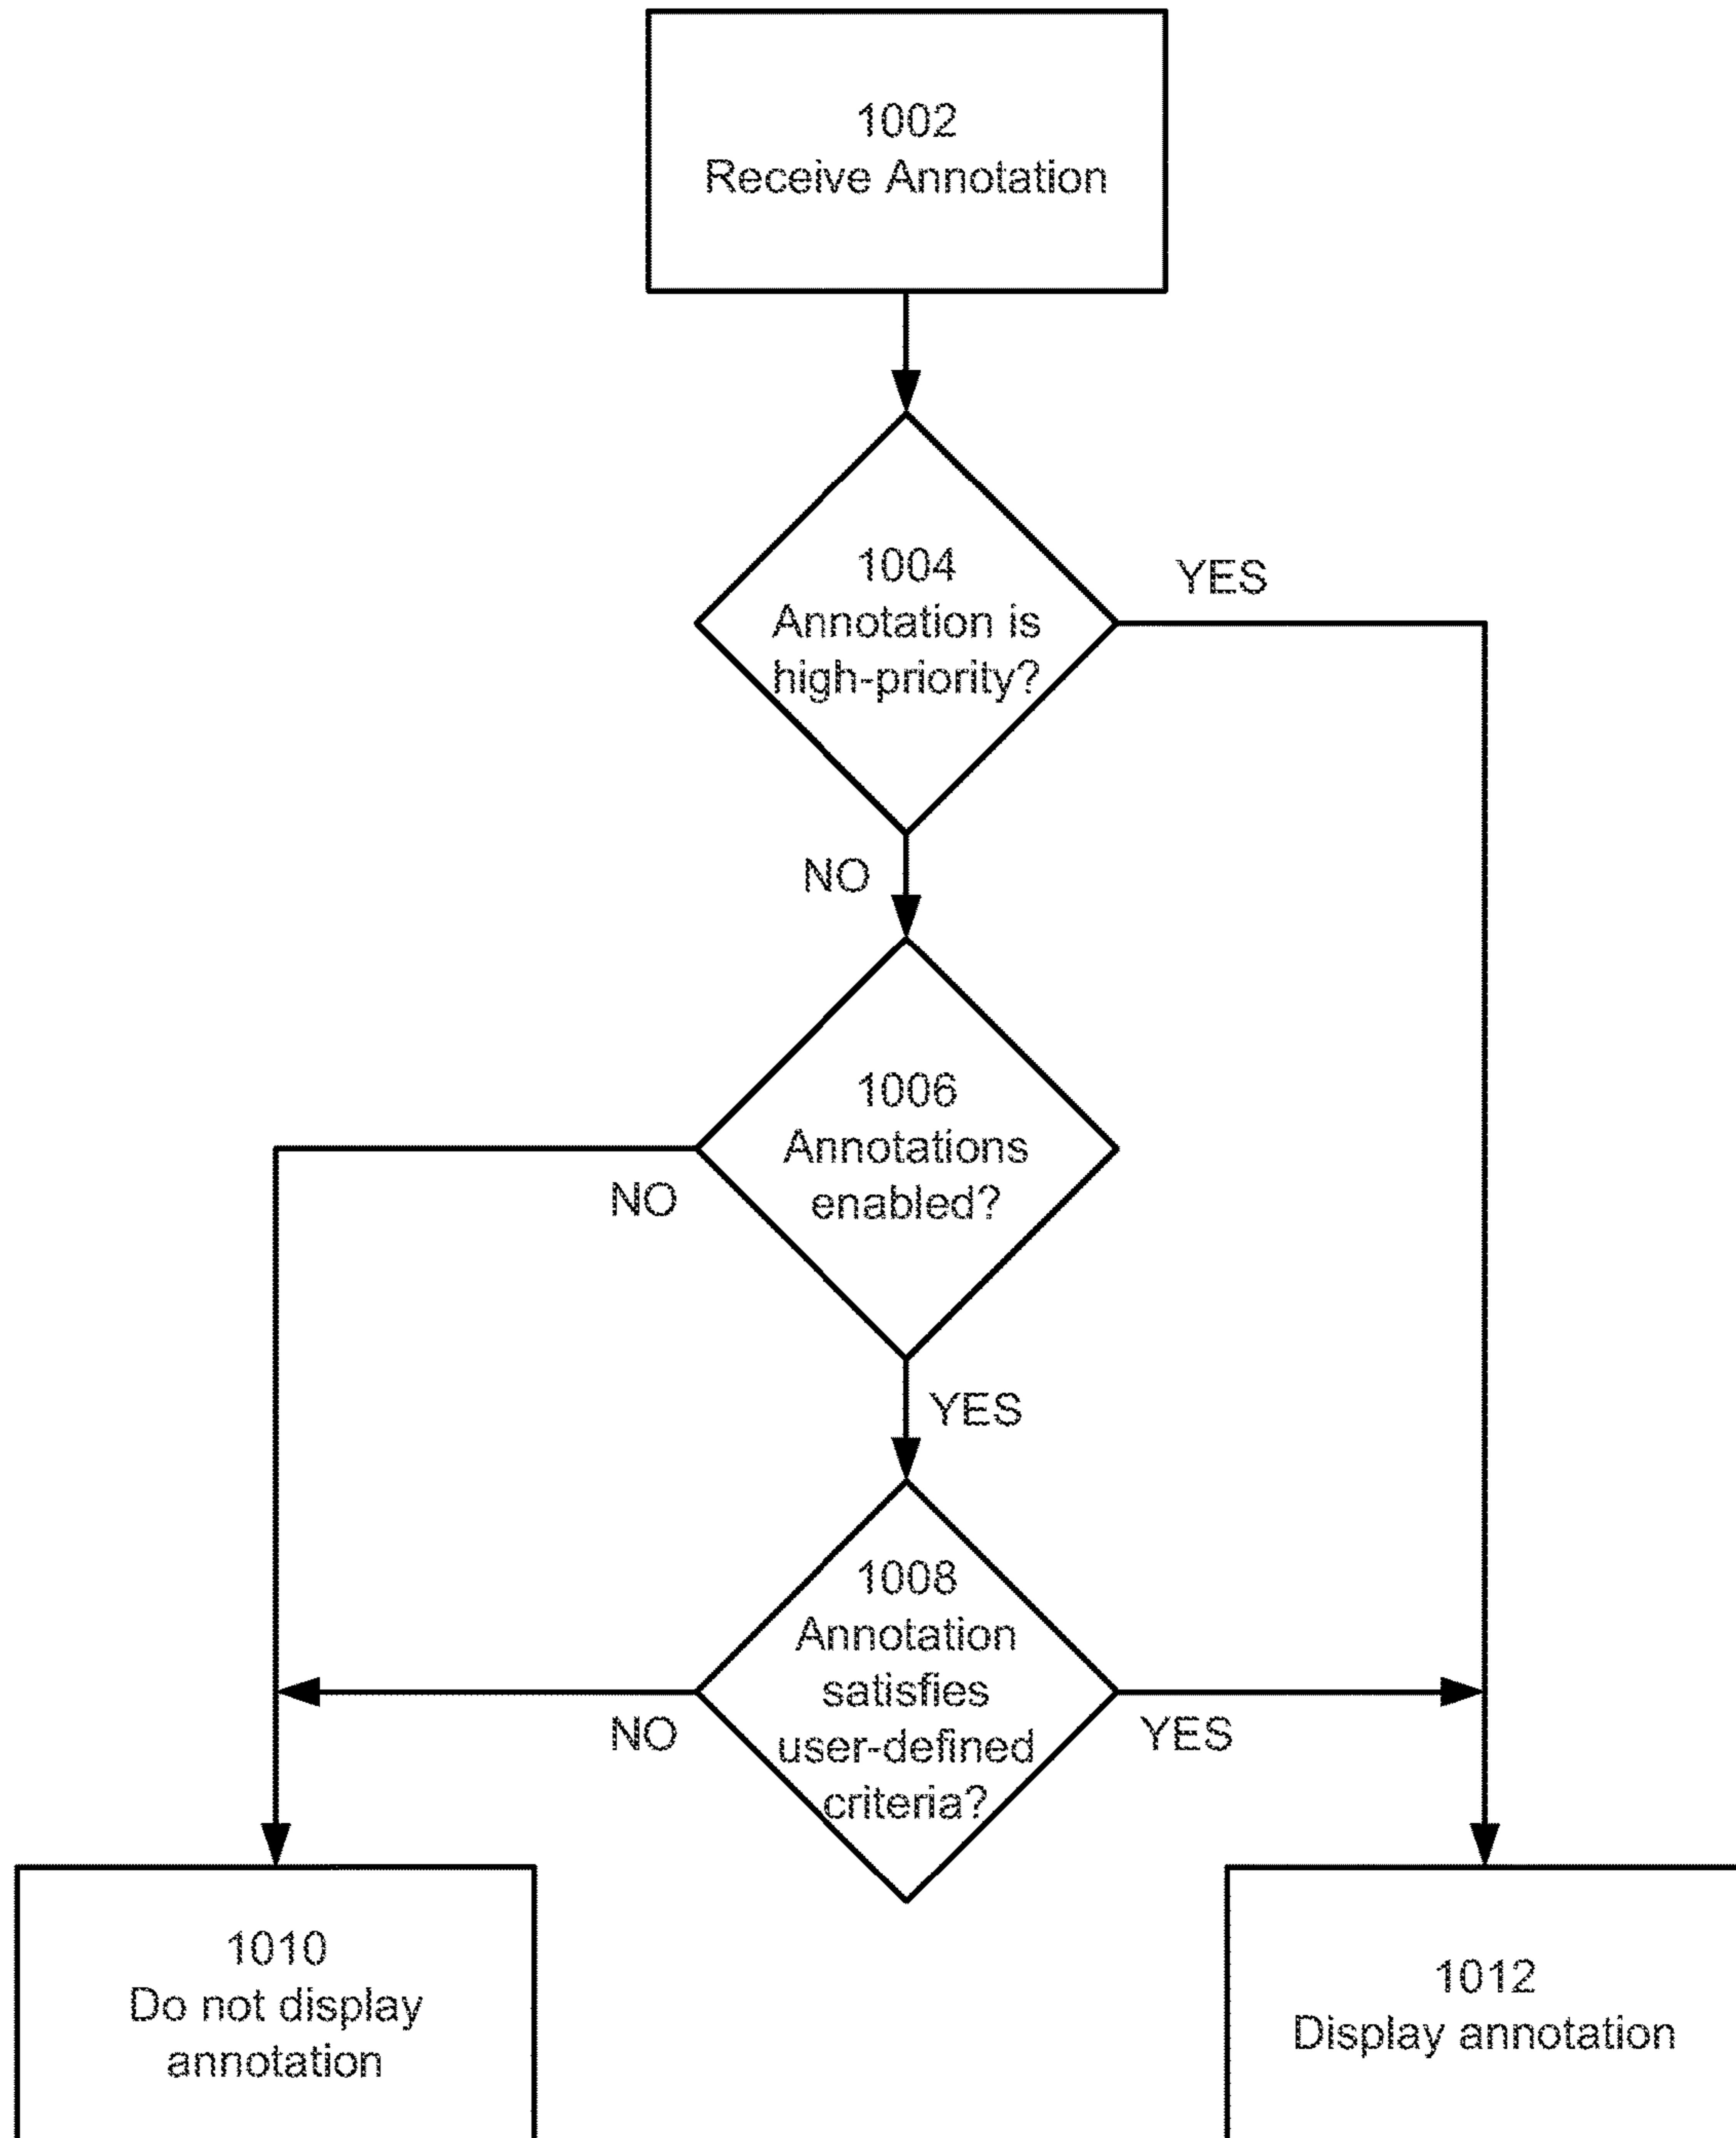 1002
Receive Annotation
1004
Annotation is
high-priority?
YES
NO
1006
Annotations
enabled?
NO
YES
1008
Annotation
satisfies
user-defined
criteria?
NO
YES
1010
Do not display
annotation
1012
Display annotation